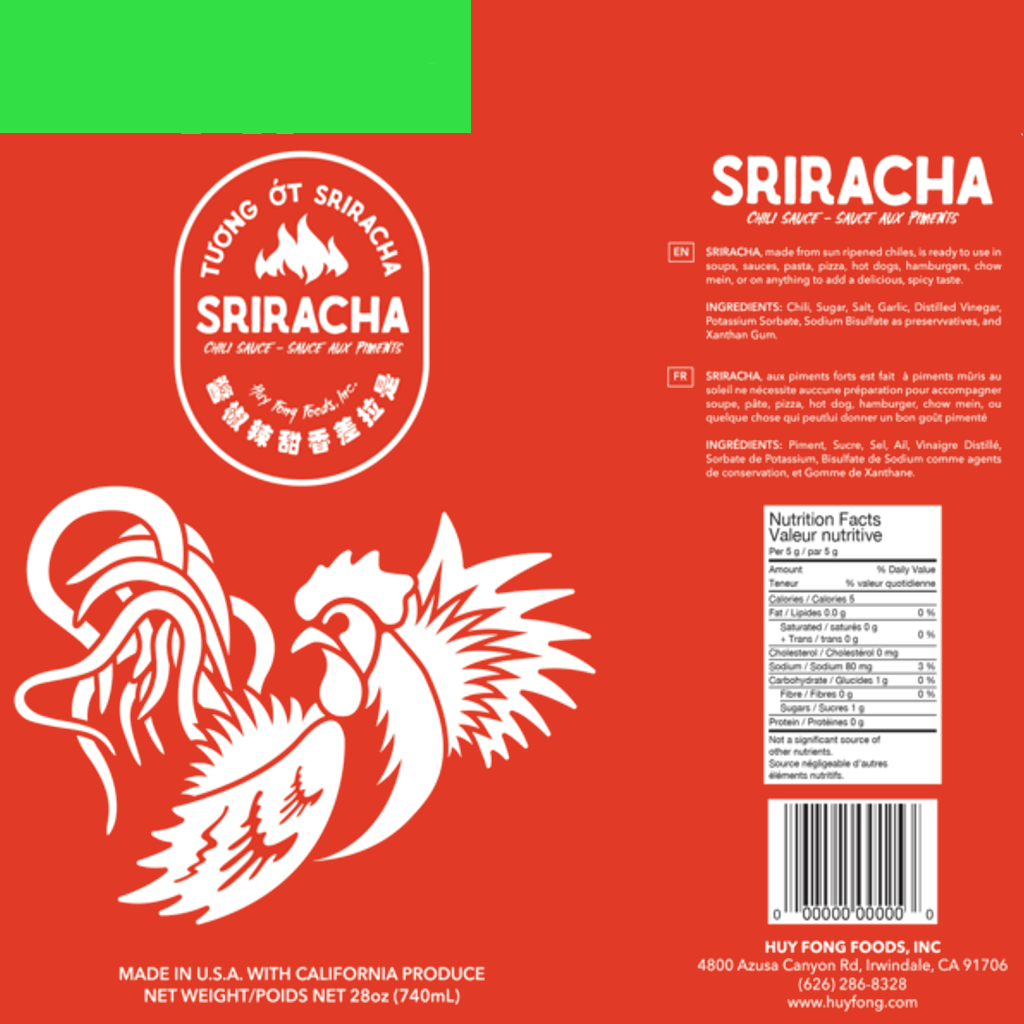 TƯƠNG ỚT SRIRACHA
SRIRACHA
CHILI SAUCE – SAUCE AUX PIMENTS
Huy Fong Foods, Inc.
椒辣甜香差拉
MADE IN U.S.A. WITH CALIFORNIA PRODUCE
NET WEIGHT/POIDS NET 28oz (740mL)
SRIRACHA
CHILI SAUCE – SAUCE AUX PIMENTS
EN
SRIRACHA, made from sun ripened chiles, is ready to use in
soups, sauces, pasta, pizza, hot dogs, hamburgers, chow
mein, or on anything to add a delicious, spicy taste.
INGREDIENTS: Chili, Sugar, Salt, Garlic, Distilled Vinegar,
Potassium Sorbate, Sodium Bisulfate as preservvatives, and
Xanthan Gum.
FR
SRIRACHA, aux piments forts est fait à piments mûris au
soleil ne nécessite auccune préparation pour accompagner
soupe, pâte, pizza, hot dog, hamburger, chow mein, ou
quelque chose qui peutlui donner un bon goût pimenté
INGRÉDIENTS: Piment, Sucre, Sel, Ail, Vinaigre Distillé,
Sorbate de Potassium, Bisulfate de Sodium comme agents
de conservation, et Gomme de Xanthane.
Nutrition Facts
Valeur nutritive
Per 5 g / par 5 g
Amount % Daily Value
Teneur % valeur quotidienne
Calories / Calories 5
Fat / Lipides 0.0 g 0 %
Saturated / saturés 0 g
+ Trans / trans 0 g 0 %
Cholesterol / Cholestérol 0 mg
Sodium / Sodium 80 mg 3 %
Carbohydrate / Glucides 1 g 0 %
Fibre / Fibres 0 g 0 %
Sugars / Sucres 1 g
Protein / Protéines 0 g
Not a significant source of
other nutrients.
Source négligeable d'autres
éléments nutritifs.
0 00000 00000 0
HUY FONG FOODS, INC
4800 Azusa Canyon Rd, Irwindale, CA 91706
(626) 286-8328
www.huyfong.com